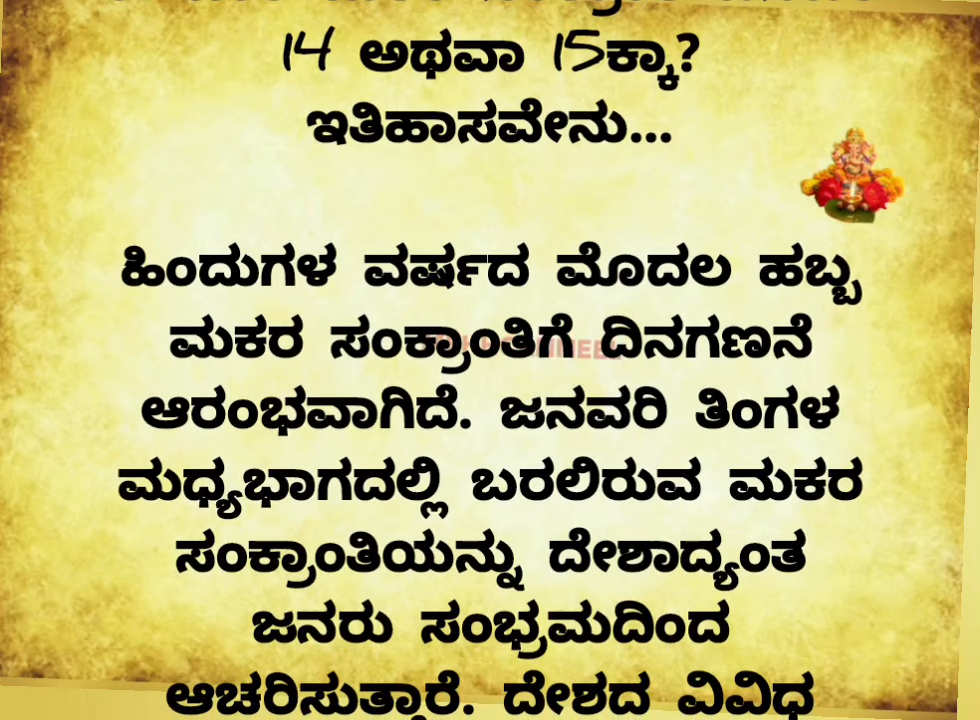 14 ಅಥವಾ 15ಕ್ಕಾ?
ಇತಿಹಾಸವೇನು...
ಹಿಂದುಗಳ ವರ್ಷದ ಮೊದಲ ಹಬ್ಬ
ಮಕರ ಸಂಕ್ರಾಂತಿಗೆ ದಿನಗಣನೆ
ಆರಂಭವಾಗಿದೆ. ಜನವರಿ ತಿಂಗಳ
ಮಧ್ಯಭಾಗದಲ್ಲಿ ಬರಲಿರುವ ಮಕರ
ಸಂಕ್ರಾಂತಿಯನ್ನು ದೇಶಾದ್ಯಂತ
ಜನರು ಸಂಭ್ರಮದಿಂದ
ಆಚರಿಸುತ್ತಾರೆ. ದೇಶದ ವಿವಿಧ